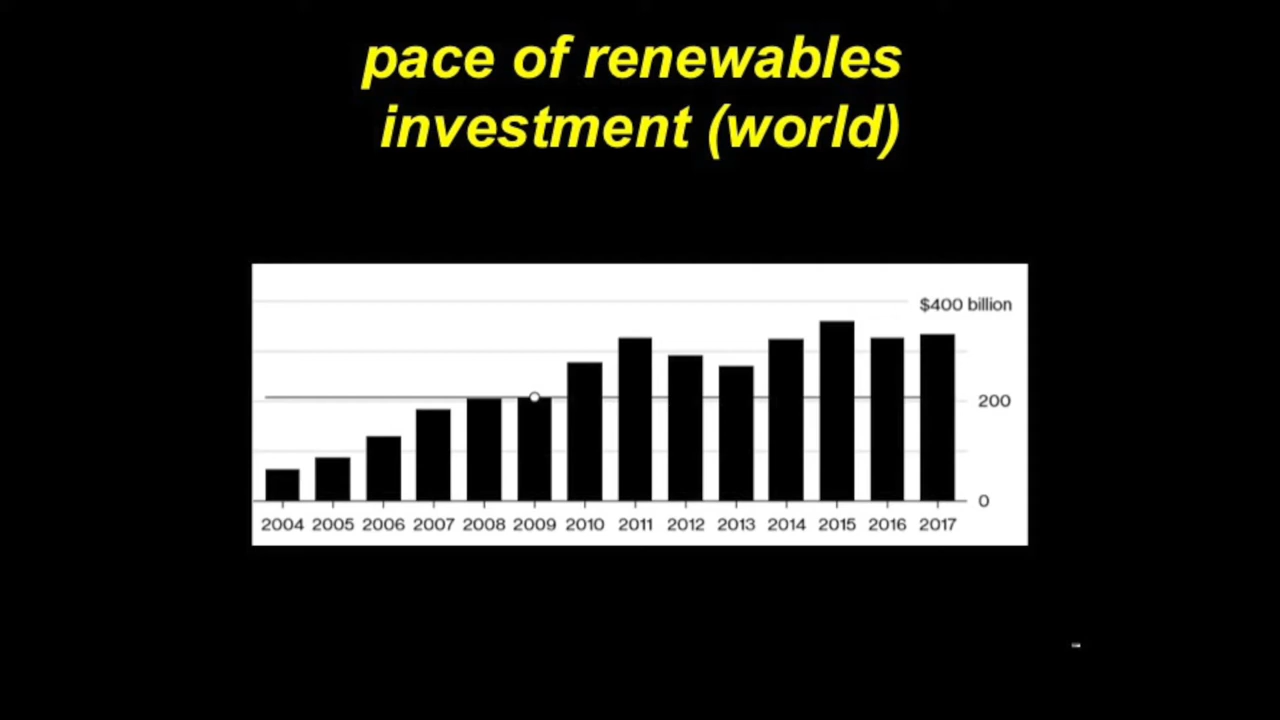 pace of renewables
investment (world)
$400 billion
200
0
2004 2005 2006 2007 2008 2009 2010 2011 2012 2013 2014 2015 2016 2017